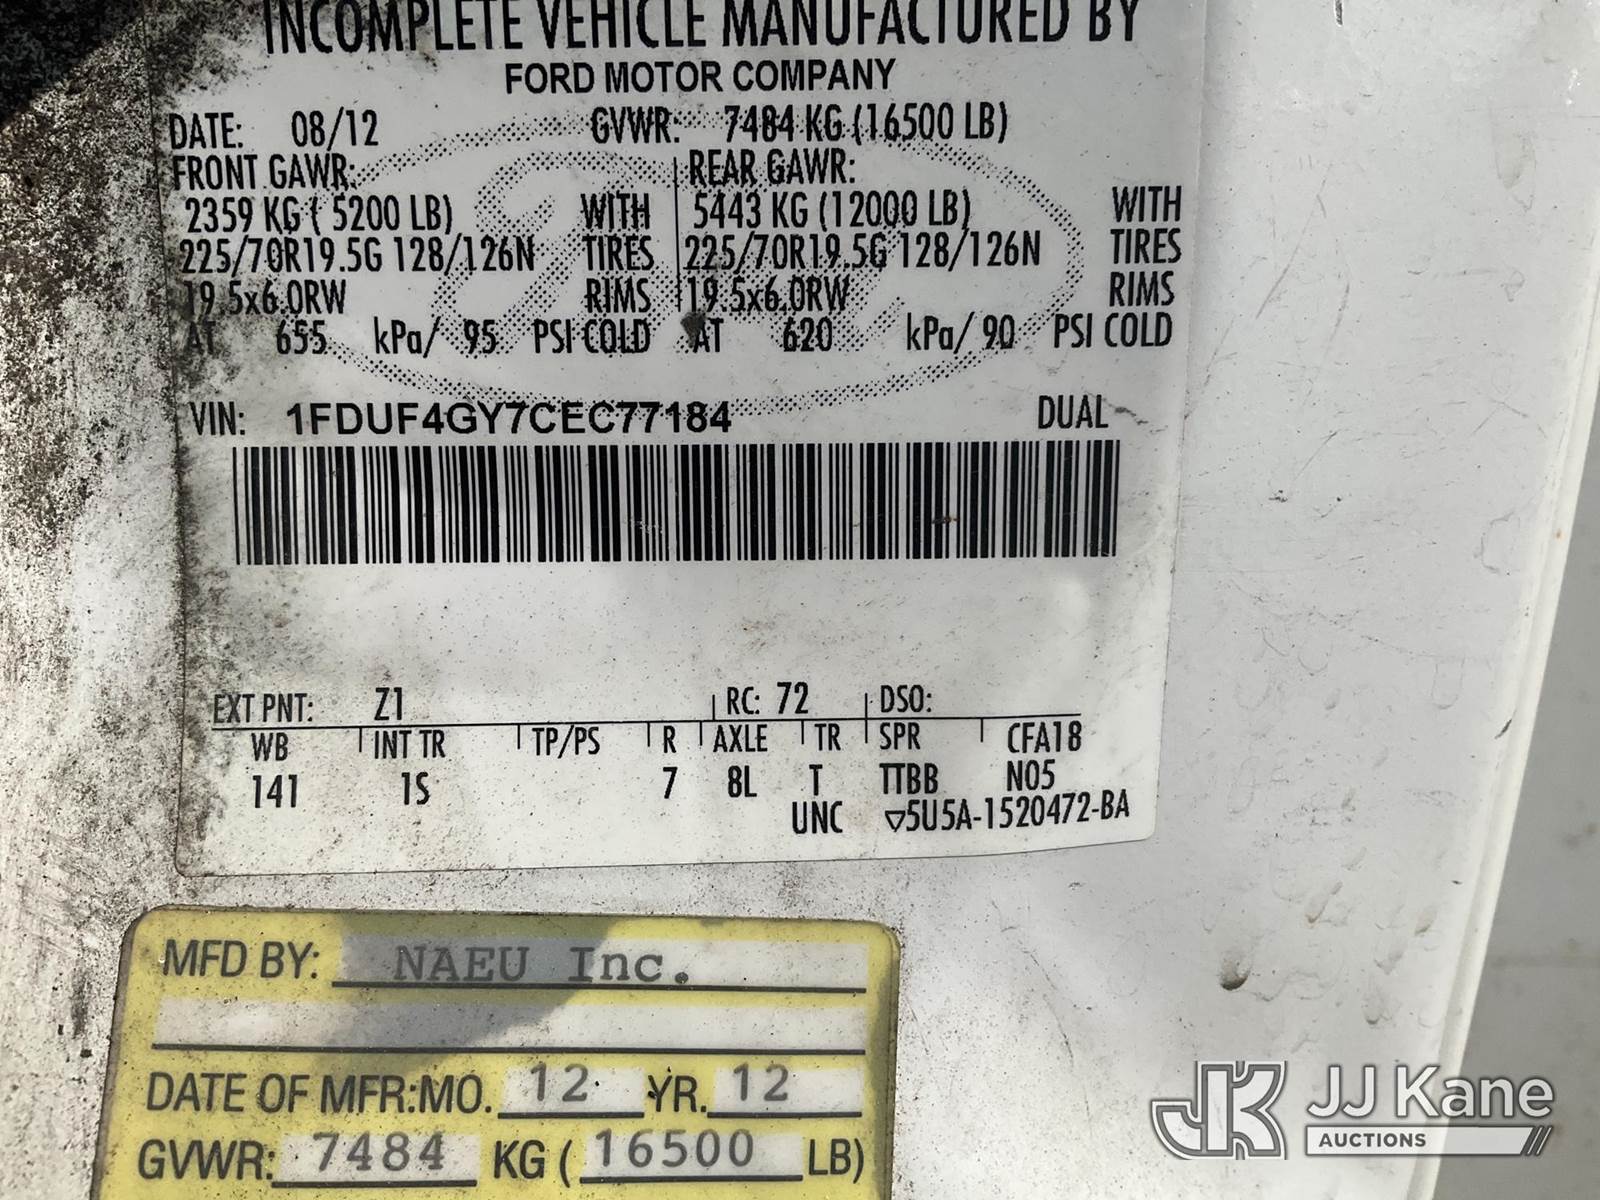 INCOMPLETE VEHICLE MANUFACTURED BY
FORD MOTOR COMPANY
DATE: 08/12 GVWR: 7484 KG (16500 LB)
FRONT GAWR: REAR GAWR:
2359 KG ( 5200 LB) WITH 5443 KG (12000 LB) WITH
225/70R19.5G 128/126N TIRES 225/70R19.5G 128/126N TIRES
19.5x6.0RW RIMS 19.5x6.0RW RIMS
AT 655 kPa/ 95 PSI COLD AT 620 kPa/ 90 PSI COLD
VIN: 1FDUF4GY7CEC77184 DUAL
EXT PNT: Z1 RC: 72 DSO:
WB INT TR TP/PS R AXLE TR SPR CFA18
141 1S 7 8L T TTBB N05
UNC ▽5U5A-1520472-BA
MFD BY: NAEU Inc.
DATE OF MFR:MO. 12 YR. 12
GVWR: 7484 KG ( 16500 LB)
JK JJ Kane
AUCTIONS